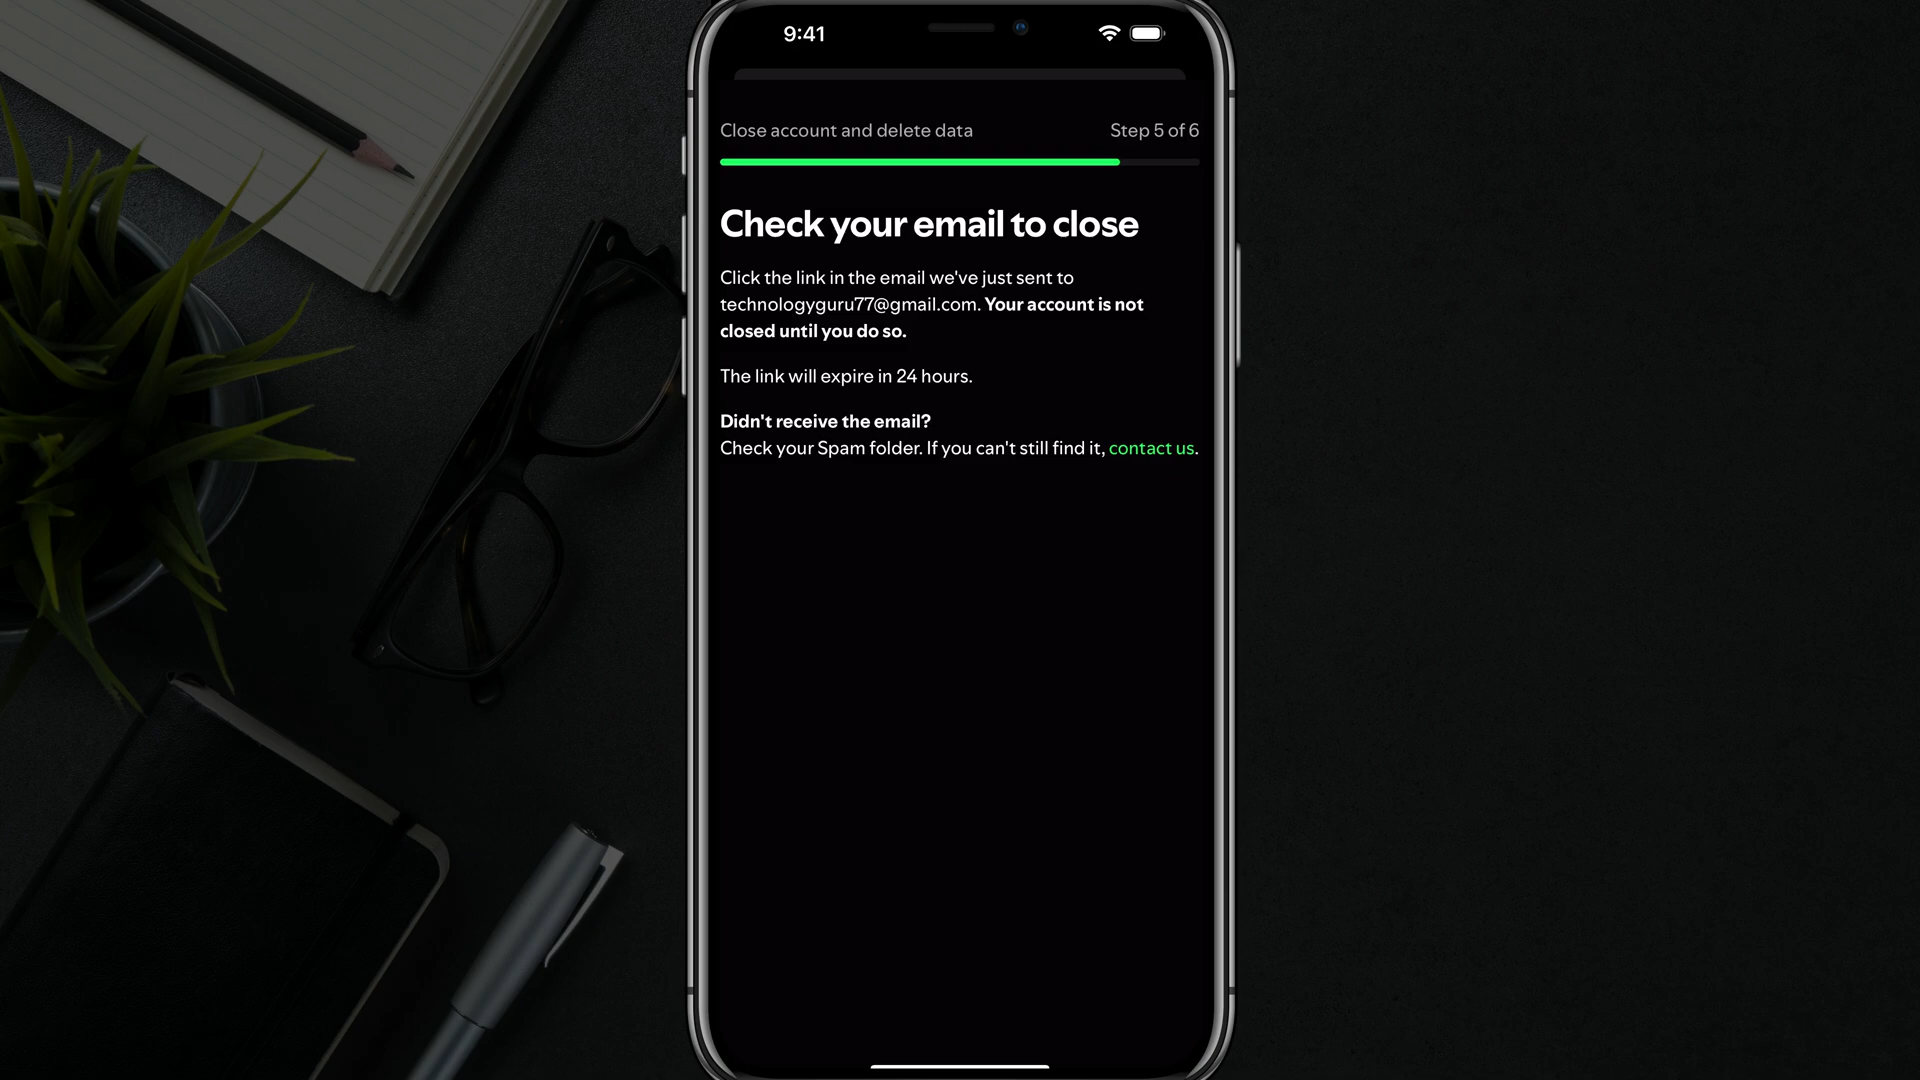 9:41
Close account and delete data Step 5 of 6
Check your email to close
Click the link in the email we've just sent to
technologyguru77@gmail.com. Your account is not
closed until you do so.
The link will expire in 24 hours.
Didn't receive the email?
Check your Spam folder. If you can't still find it, contact us.